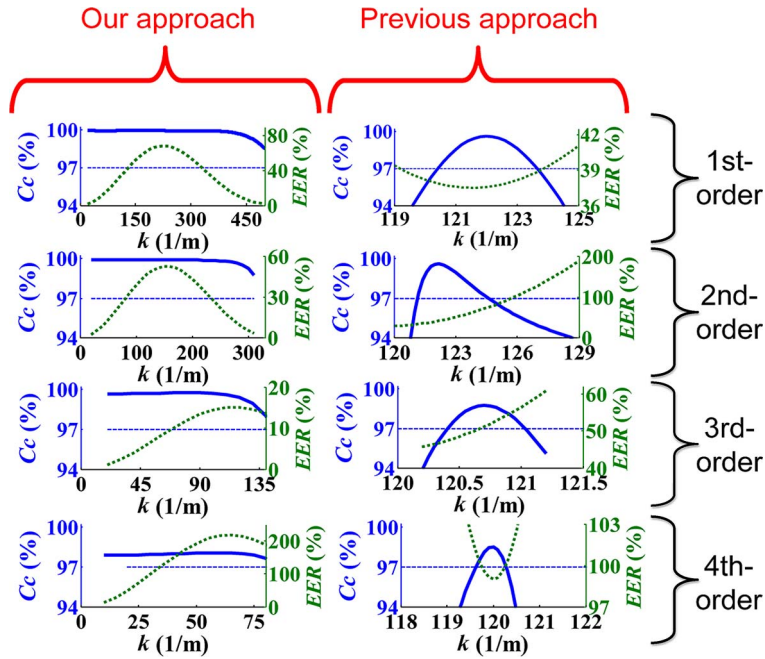 Our approach
Previous approach
Cc (%)
100
97
94
0
150
300
450
k (1/m)
80
40
0
EER (%)
Cc (%)
100
97
94
119
121
123
125
k (1/m)
42
39
36
EER (%)
1st-
order
Cc (%)
100
97
94
0
100
200
300
k (1/m)
60
30
0
EER (%)
Cc (%)
100
97
94
120
123
126
129
k (1/m)
200
100
0
EER (%)
2nd-
order
Cc (%)
100
97
94
0
45
90
135
k (1/m)
20
10
0
EER (%)
Cc (%)
100
97
94
120
120.5
121
121.5
k (1/m)
60
50
40
EER (%)
3rd-
order
Cc (%)
100
97
94
0
25
50
75
k (1/m)
200
100
0
EER (%)
Cc (%)
100
97
94
118
119
120
121
122
k (1/m)
103
100
97
EER (%)
4th-
order